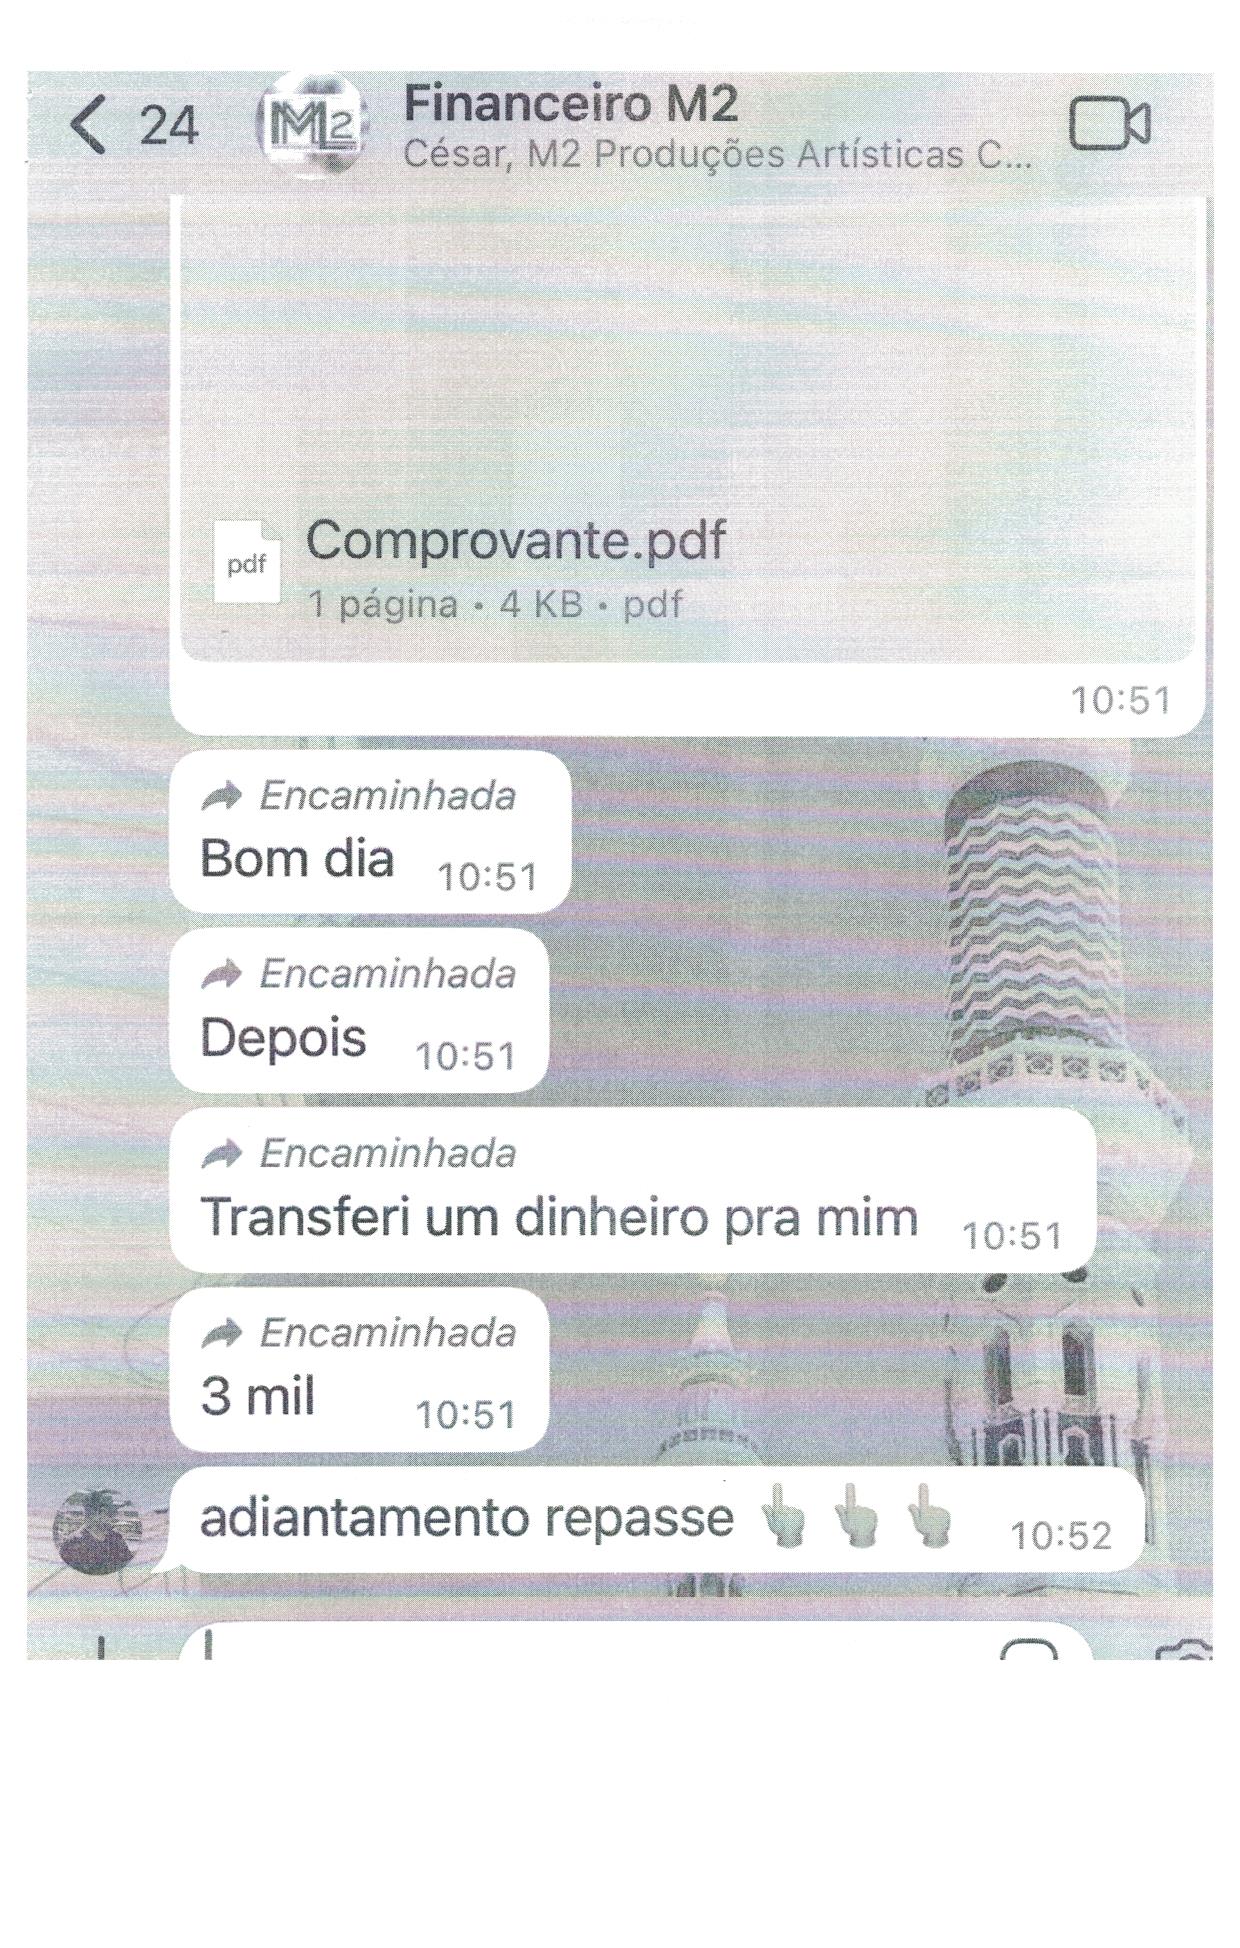 24
M2
Financeiro M2
César, M2 Produções Artísticas C...
pdf
Comprovante.pdf
1 página • 4 KB • pdf
10:51
Encaminhada
Bom dia 10:51
Encaminhada
Depois 10:51
Encaminhada
Transferi um dinheiro pra mim 10:51
Encaminhada
3 mil 10:51
adiantamento repasse 👆👆👆 10:52